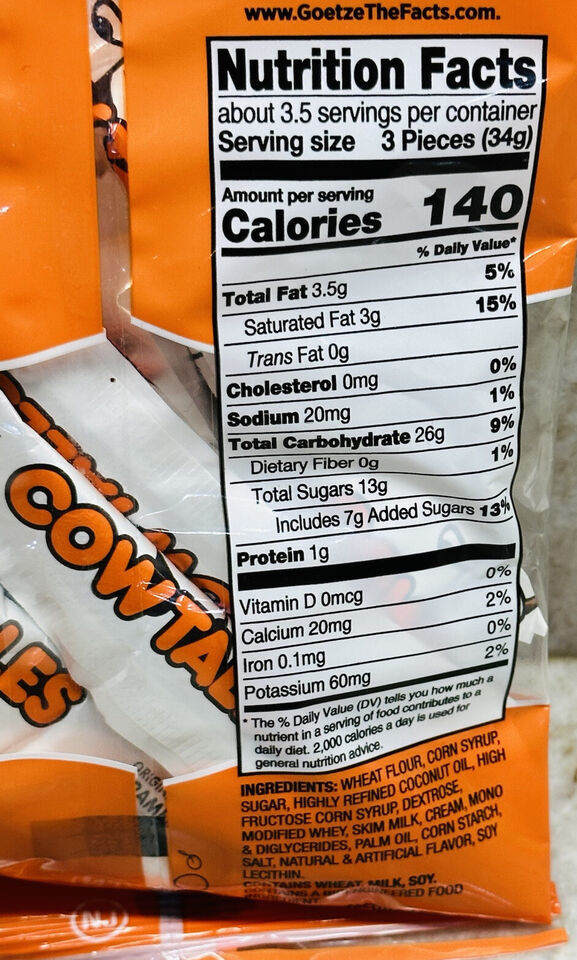 www.GoetzeTheFacts.com.
Nutrition Facts
about 3.5 servings per container
Serving size 3 Pieces (34g)
Amount per serving
Calories 140
% Daily Value*
Total Fat 3.5g 5%
Saturated Fat 3g 15%
Trans Fat 0g
Cholesterol 0mg 0%
Sodium 20mg 1%
Total Carbohydrate 26g 9%
Dietary Fiber 0g 1%
Total Sugars 13g
Includes 7g Added Sugars 13%
Protein 1g
Vitamin D 0mcg 0%
Calcium 20mg 2%
Iron 0.1mg 0%
Potassium 60mg 2%
* The % Daily Value (DV) tells you how much a
nutrient in a serving of food contributes to a
daily diet. 2,000 calories a day is used for
general nutrition advice.
INGREDIENTS: WHEAT FLOUR, CORN SYRUP,
SUGAR, HIGHLY REFINED COCONUT OIL, HIGH
FRUCTOSE CORN SYRUP, DEXTROSE,
MODIFIED WHEY, SKIM MILK, CREAM, MONO
& DIGLYCERIDES, PALM OIL, CORN STARCH,
SALT, NATURAL & ARTIFICIAL FLAVOR, SOY
LECITHIN.
CONTAINS WHEAT, MILK, SOY.
CONTAINS A BIOENGINEERED FOOD
INGREDIENT
COW TAL
LES
NJ